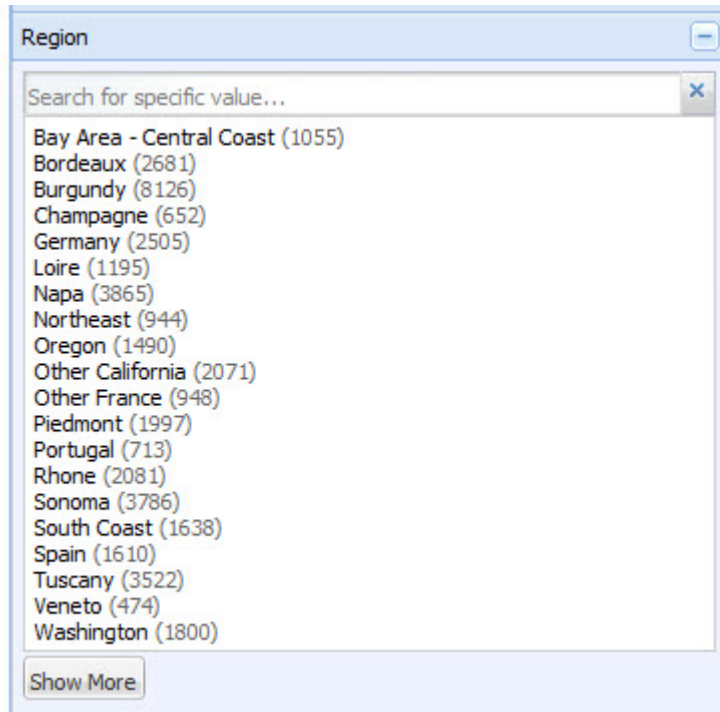 Region
Search for specific value...
Bay Area - Central Coast (1055)
Bordeaux (2681)
Burgundy (8126)
Champagne (652)
Germany (2505)
Loire (1195)
Napa (3865)
Northeast (944)
Oregon (1490)
Other California (2071)
Other France (948)
Piedmont (1997)
Portugal (713)
Rhone (2081)
Sonoma (3786)
South Coast (1638)
Spain (1610)
Tuscany (3522)
Veneto (474)
Washington (1800)
Show More